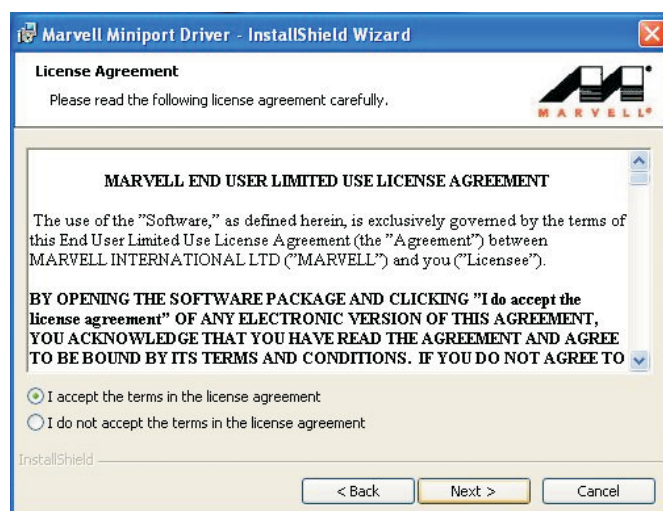 Marvell Miniport Driver - InstallShield Wizard
License Agreement
Please read the following license agreement carefully.
MARVELL®
MARVELL END USER LIMITED USE LICENSE AGREEMENT
The use of the "Software," as defined herein, is exclusively governed by the terms of
this End User Limited Use License Agreement (the "Agreement") between
MARVELL INTERNATIONAL LTD ("MARVELL") and you ("Licensee").
BY OPENING THE SOFTWARE PACKAGE AND CLICKING "I do accept the
license agreement" OF ANY ELECTRONIC VERSION OF THIS AGREEMENT,
YOU ACKNOWLEDGE THAT YOU HAVE READ THE AGREEMENT AND AGREE
TO BE BOUND BY ITS TERMS AND CONDITIONS. IF YOU DO NOT AGREE TO
I accept the terms in the license agreement
I do not accept the terms in the license agreement
InstallShield
< Back Next > Cancel